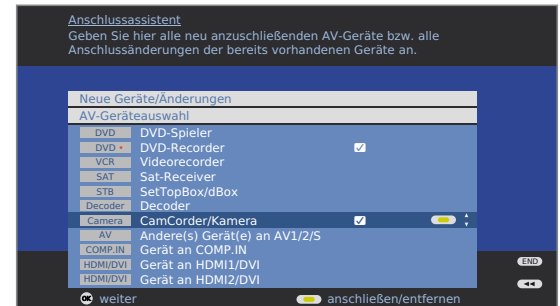 Anschlussassistent
Geben Sie hier alle neu anzuschließenden AV-Geräte bzw. alle
Anschlussänderungen der bereits vorhandenen Geräte an.
Neue Geräte/Änderungen
AV-Geräteauswahl
DVD DVD-Spieler
DVD • DVD-Recorder
VCR Videorecorder
SAT Sat-Receiver
STB SetTopBox/dBox
Decoder Decoder
Camera CamCorder/Kamera
AV Andere(s) Gerät(e) an AV1/2/S
COMP.IN Gerät an COMP.IN
HDMI/DVI Gerät an HDMI1/DVI
HDMI/DVI Gerät an HDMI2/DVI
END
OK weiter anschließen/entfernen